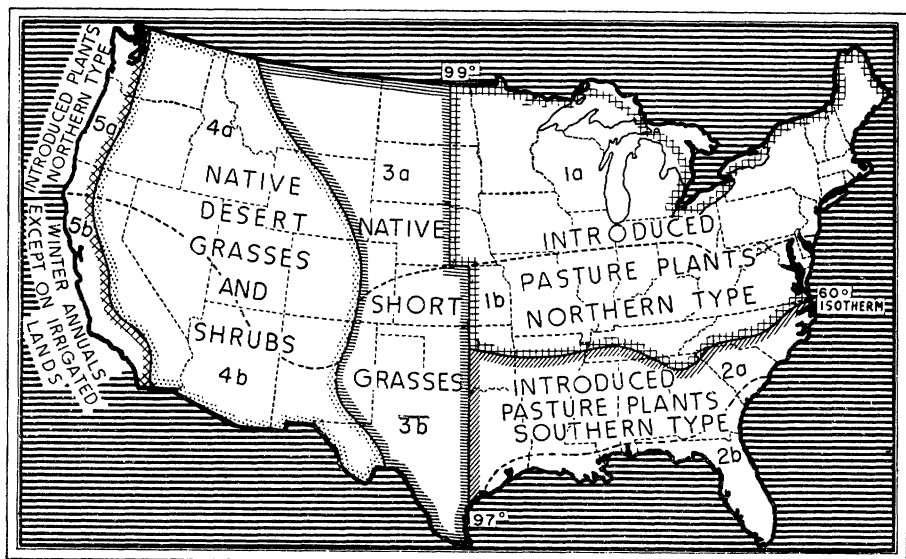 INTRODUCED PLANTS
NORTHERN TYPE
WINTER ANNUALS
EXCEPT ON IRRIGATED
LANDS
5a
5b
4a
NATIVE
DESERT
GRASSES
AND
SHRUBS
4b
99°
3a
NATIVE
SHORT
GRASSES
3b
97°
1a
INTRODUCED
PASTURE PLANTS
NORTHERN TYPE
1b
60°
ISOTHERM
2a
INTRODUCED
PASTURE PLANTS
SOUTHERN TYPE
2b